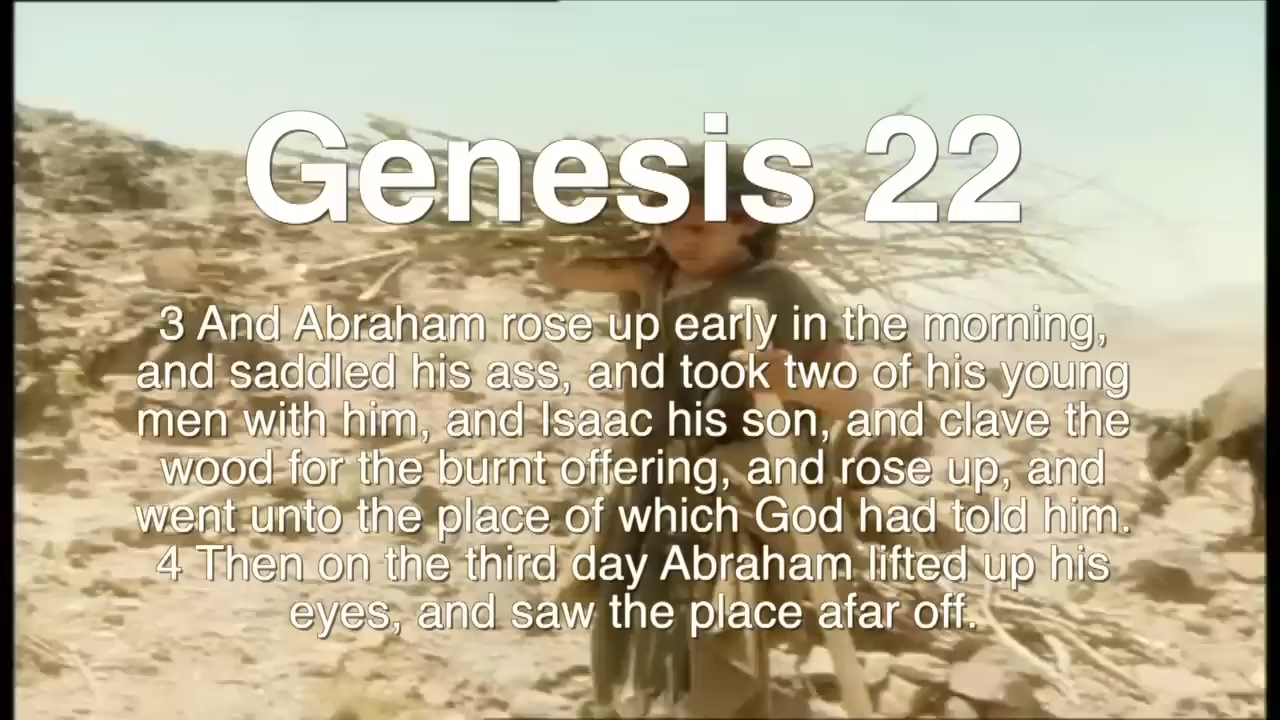 Genesis 22
3 And Abraham rose up early in the morning,
and saddled his ass, and took two of his young
men with him, and Isaac his son, and clave the
wood for the burnt offering, and rose up, and
went unto the place of which God had told him.
4 Then on the third day Abraham lifted up his
eyes, and saw the place afar off.